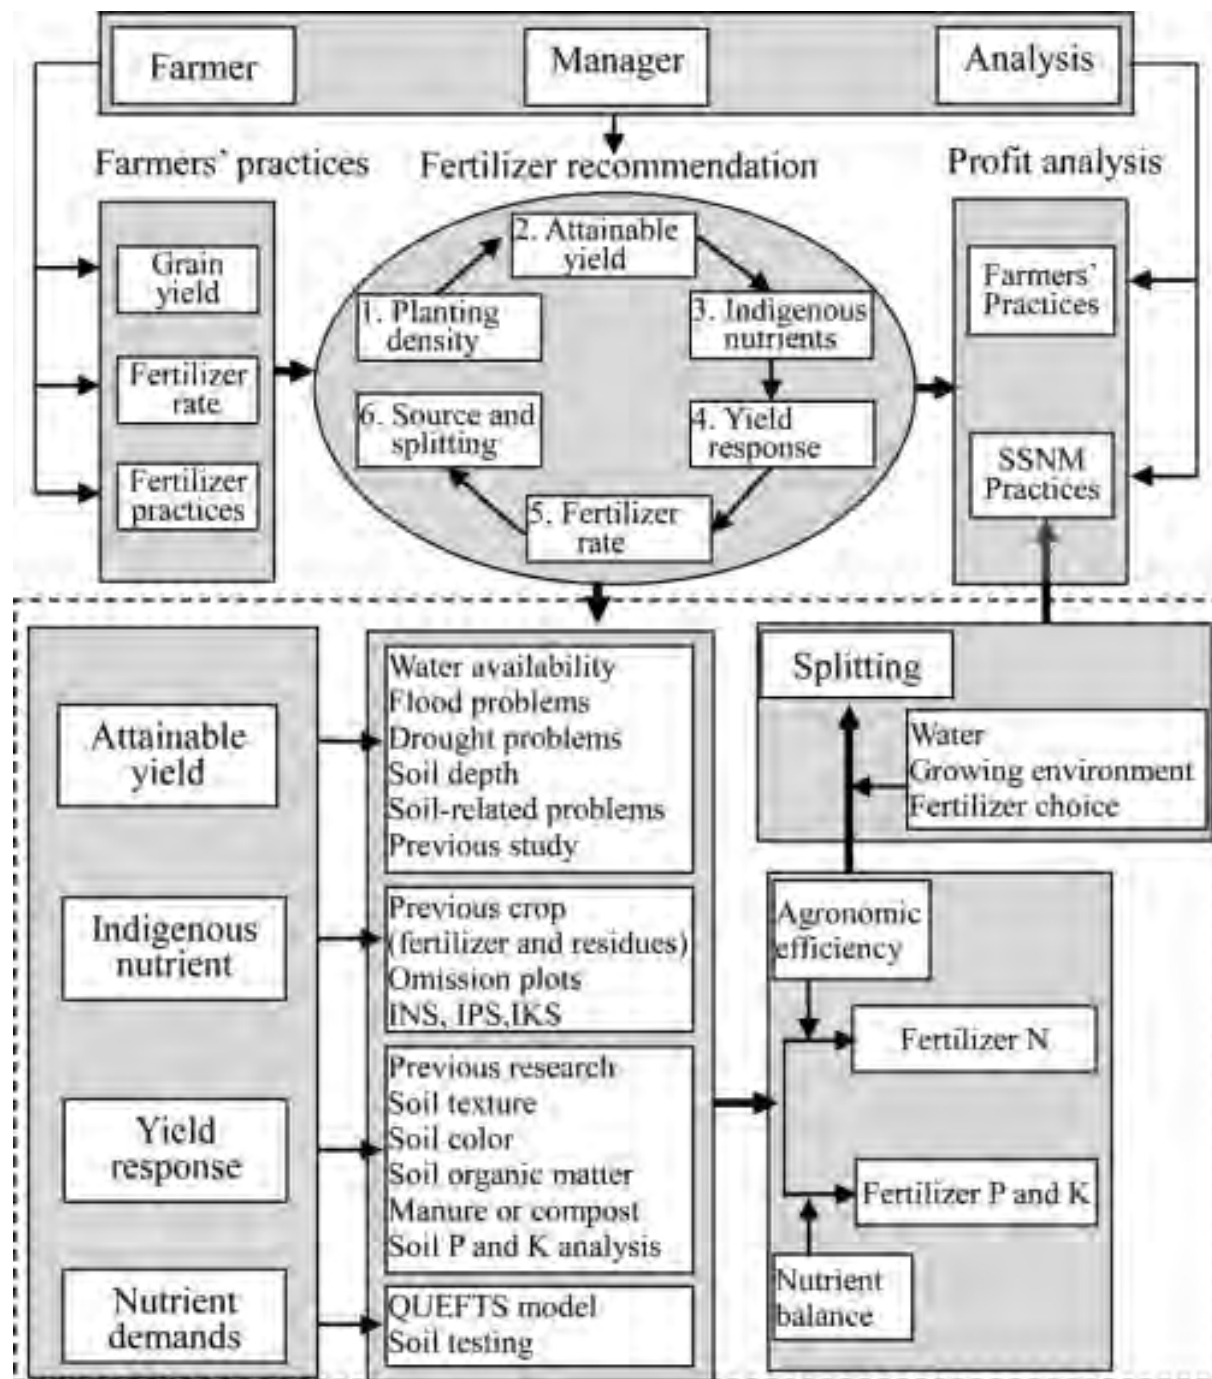 Farmer
Manager
Analysis
Farmers' practices
Fertilizer recommendation
Profit analysis
Grain
yield
Fertilizer
rate
Fertilizer
practices
1. Planting
density
2. Attainable
yield
3. Indigenous
nutrients
4. Yield
response
5. Fertilizer
rate
6. Source and
splitting
Farmers'
Practices
SSNM
Practices
Attainable
yield
Indigenous
nutrient
Yield
response
Nutrient
demands
Water availability
Flood problems
Drought problems
Soil depth
Soil-related problems
Previous study
Previous crop
(fertilizer and residues)
Omission plots
INS, IPS,IKS
Previous research
Soil texture
Soil color
Soil organic matter
Manure or compost
Soil P and K analysis
QUEFTS model
Soil testing
Splitting
Water
Growing environment
Fertilizer choice
Agronomic
efficiency
Fertilizer N
Fertilizer P and K
Nutrient
balance